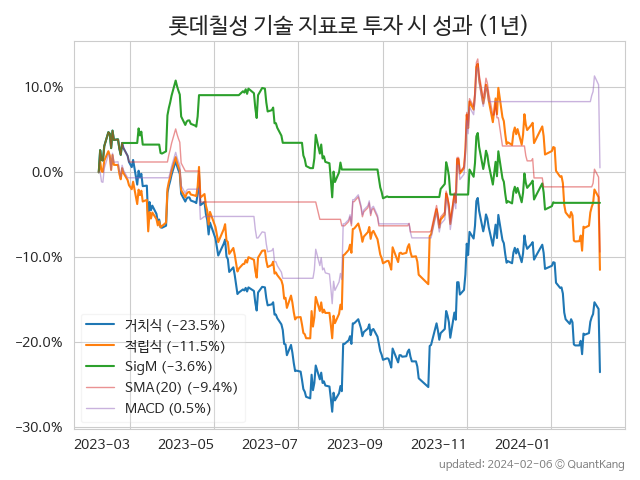 롯데칠성 기술 지표로 투자 시 성과 (1년)
10.0%
0.0%
−10.0%
−20.0%
−30.0%
거치식 (−23.5%)
적립식 (−11.5%)
SigM (−3.6%)
SMA(20) (−9.4%)
MACD (0.5%)
2023−03
2023−05
2023−07
2023−09
2023−11
2024−01
updated: 2024-02-06 © QuantKang